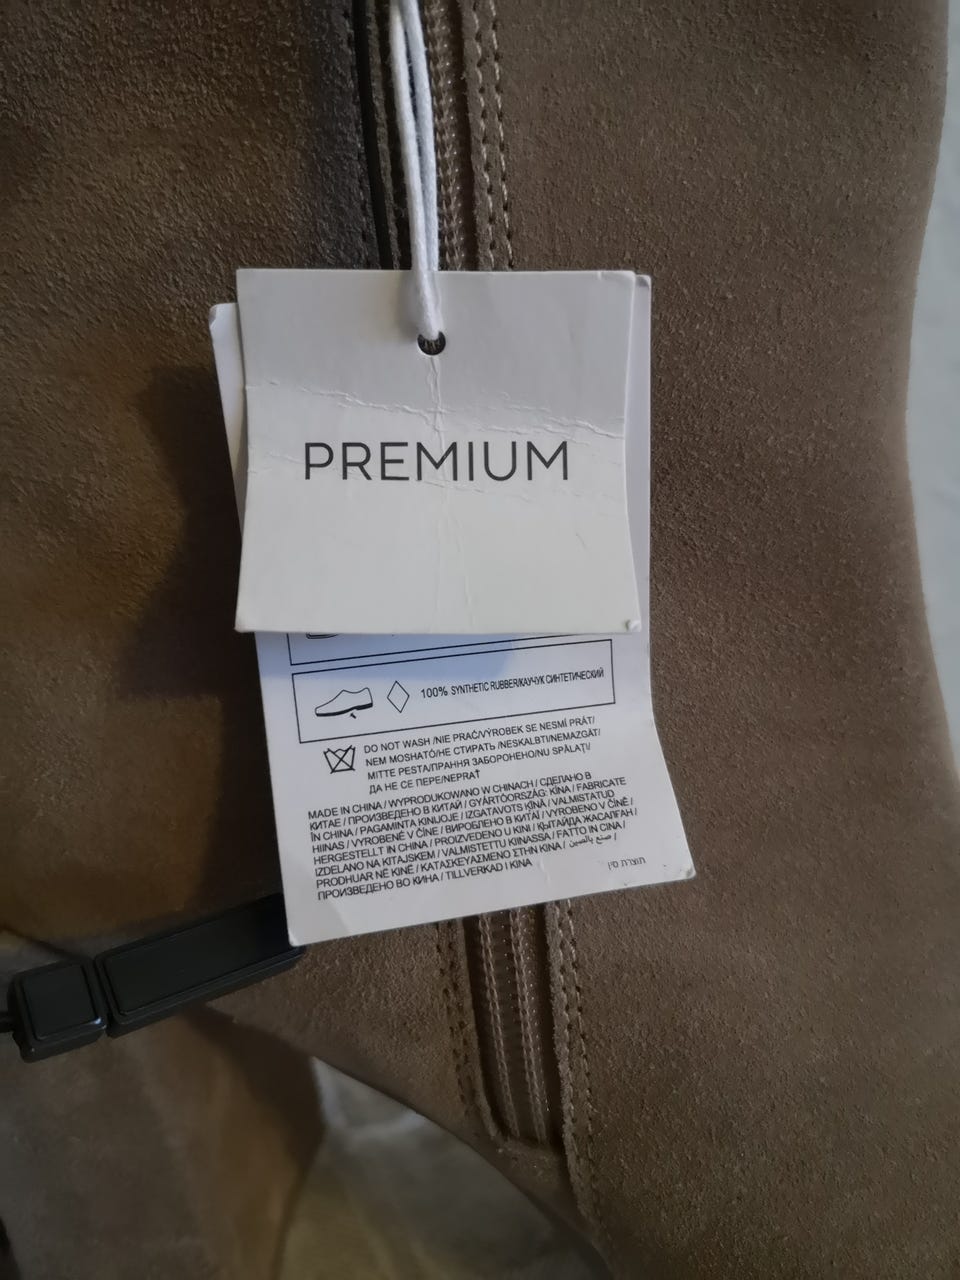 PREMIUM
100% SYNTHETIC RUBBER/КАУЧУК СИНТЕТИЧЕСКИЙ
DO NOT WASH /NIE PRAĆ/VÝROBEK SE NESMÍ PRÁT/
NEM MOSHATÓ/НЕ СТИРАТЬ /NESKALBTI/NEMAZGĀT/
MITTE PESTA/ПРАННЯ ЗАБОРОНЕНО/NU SPĂLAŢI/
ДА НЕ СЕ ПЕРЕ/NEPRAŤ
MADE IN CHINA / WYPRODUKOWANO W CHINACH / СДЕЛАНО В
КИТАЕ / ПРОИЗВЕДЕНО В КИТАЙ / GYÁRTÓORSZÁG: KÍNA / FABRICATE
ÎN CHINA / PAGAMINTA KINIJOJE / IZGATAVOTS ĶĪNĀ / VALMISTATUD
HIINAS / VYROBENÉ V ČÍNE / ВИРОБЛЕНО В КИТАЇ / VYROBENO V ČÍNĚ /
HERGESTELLT IN CHINA / PROIZVEDENO U KINI / ҚЫТАЙДА ЖАСАЛҒАН /
IZDELANO NA KITAJSKEM / VALMISTETTU KIINASSA / FATTO IN CINA /
PRODHUAR NË KINË / ΚΑΤΑΣΚΕΥΑΣΜΕΝΟ ΣΤΗΝ ΚΙΝΑ / صنع بالصين /
ПРОИЗВЕДЕНО ВО КИНА / TILLVERKAD I KINA
תוצרת סין